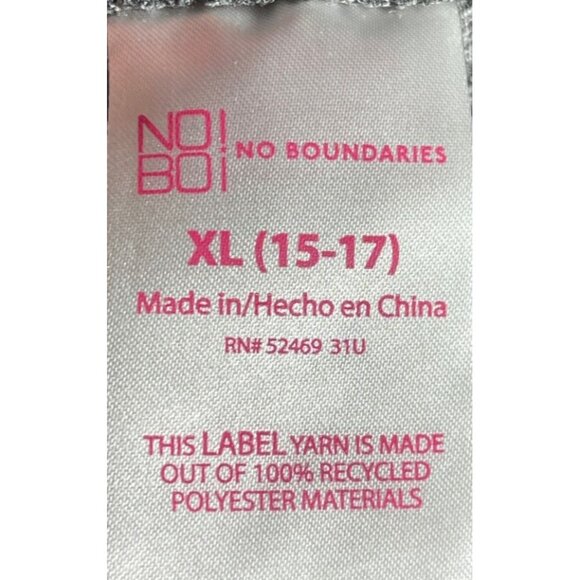 NO! NO BOUNDARIES
BO!
XL (15-17)
Made in/Hecho en China
RN# 52469 31U
THIS LABEL YARN IS MADE
OUT OF 100% RECYCLED
POLYESTER MATERIALS